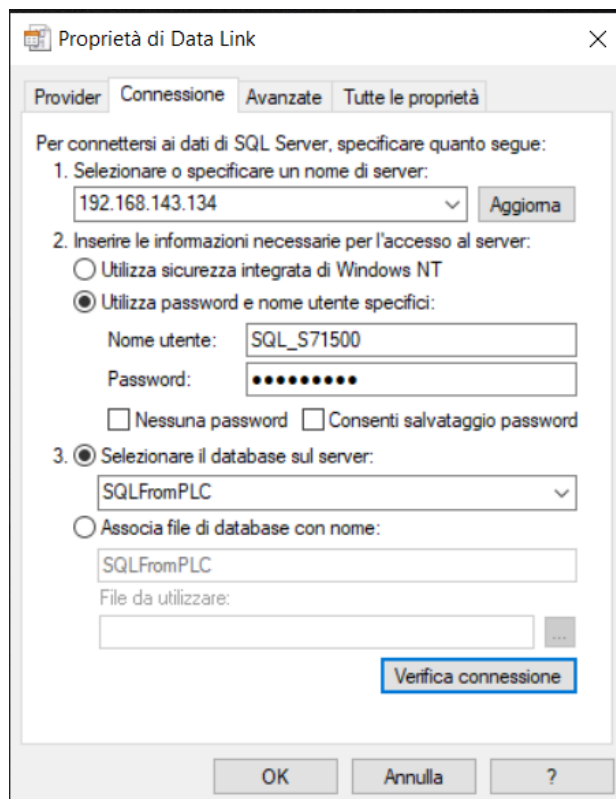 Proprietà di Data Link
Provider Connessione Avanzate Tutte le proprietà
Per connettersi ai dati di SQL Server, specificare quanto segue:
1. Selezionare o specificare un nome di server:
192.168.143.134 Aggiorna
2. Inserire le informazioni necessarie per l'accesso al server:
Utilizza sicurezza integrata di Windows NT
Utilizza password e nome utente specifici:
Nome utente: SQL_S71500
Password: ●●●●●●●●●
Nessuna password Consenti salvataggio password
3. Selezionare il database sul server:
SQLFromPLC
Associa file di database con nome:
SQLFromPLC
File da utilizzare:
...
Verifica connessione
OK Annulla ?